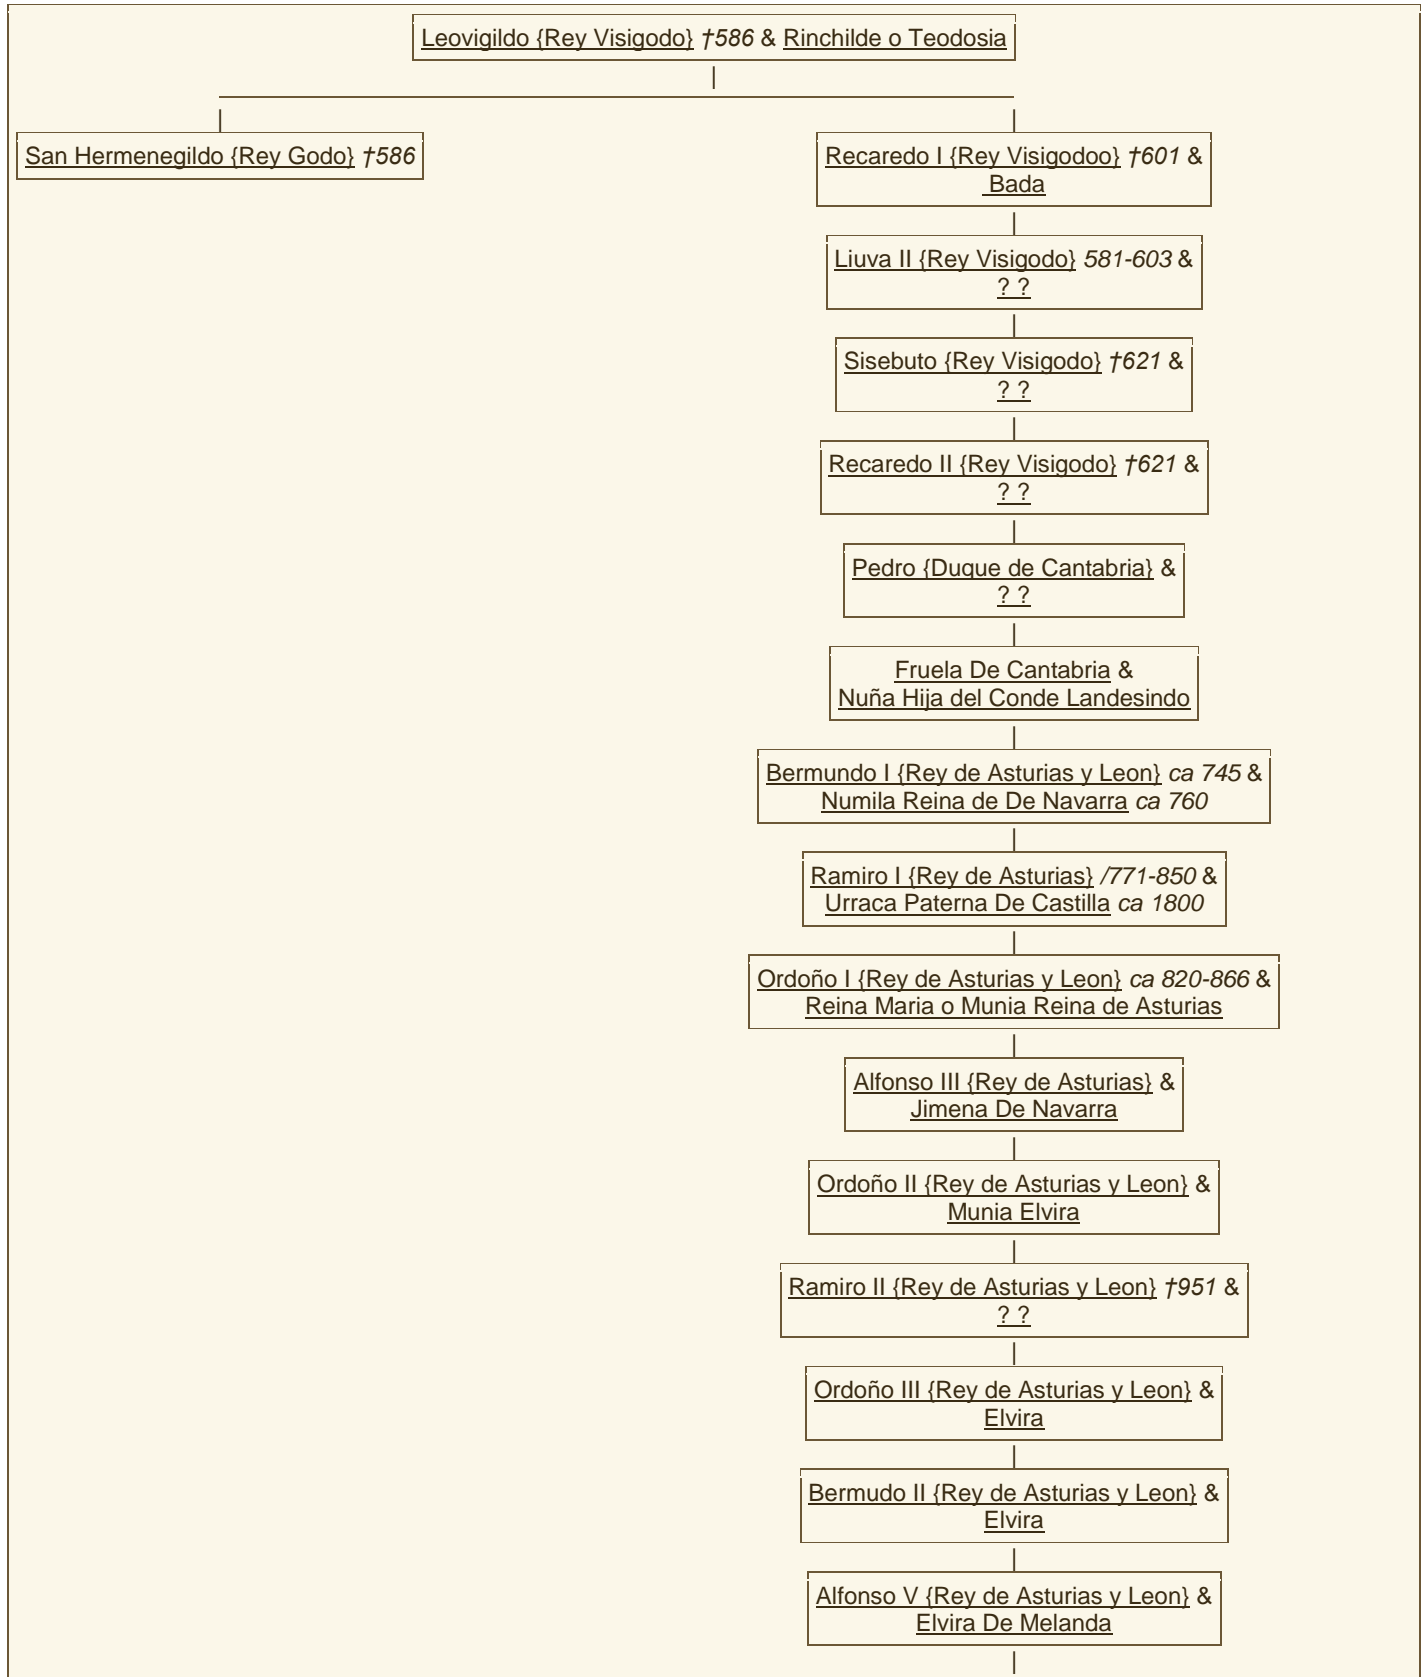 Leovigildo {Rey Visigodo} †586 & Rinchilde o Teodosia
San Hermenegildo {Rey Godo} †586
Recaredo I {Rey Visigodoo} †601 &
Bada
Liuva II {Rey Visigodo} 581-603 &
? ?
Sisebuto {Rey Visigodo} †621 &
? ?
Recaredo II {Rey Visigodo} †621 &
? ?
Pedro {Duque de Cantabria} &
? ?
Fruela De Cantabria &
Nuña Hija del Conde Landesindo
Bermundo I {Rey de Asturias y Leon} ca 745 &
Numila Reina de De Navarra ca 760
Ramiro I {Rey de Asturias} /771-850 &
Urraca Paterna De Castilla ca 1800
Ordoño I {Rey de Asturias y Leon} ca 820-866 &
Reina Maria o Munia Reina de Asturias
Alfonso III {Rey de Asturias} &
Jimena De Navarra
Ordoño II {Rey de Asturias y Leon} &
Munia Elvira
Ramiro II {Rey de Asturias y Leon} †951 &
? ?
Ordoño III {Rey de Asturias y Leon} &
Elvira
Bermudo II {Rey de Asturias y Leon} &
Elvira
Alfonso V {Rey de Asturias y Leon} &
Elvira De Melanda